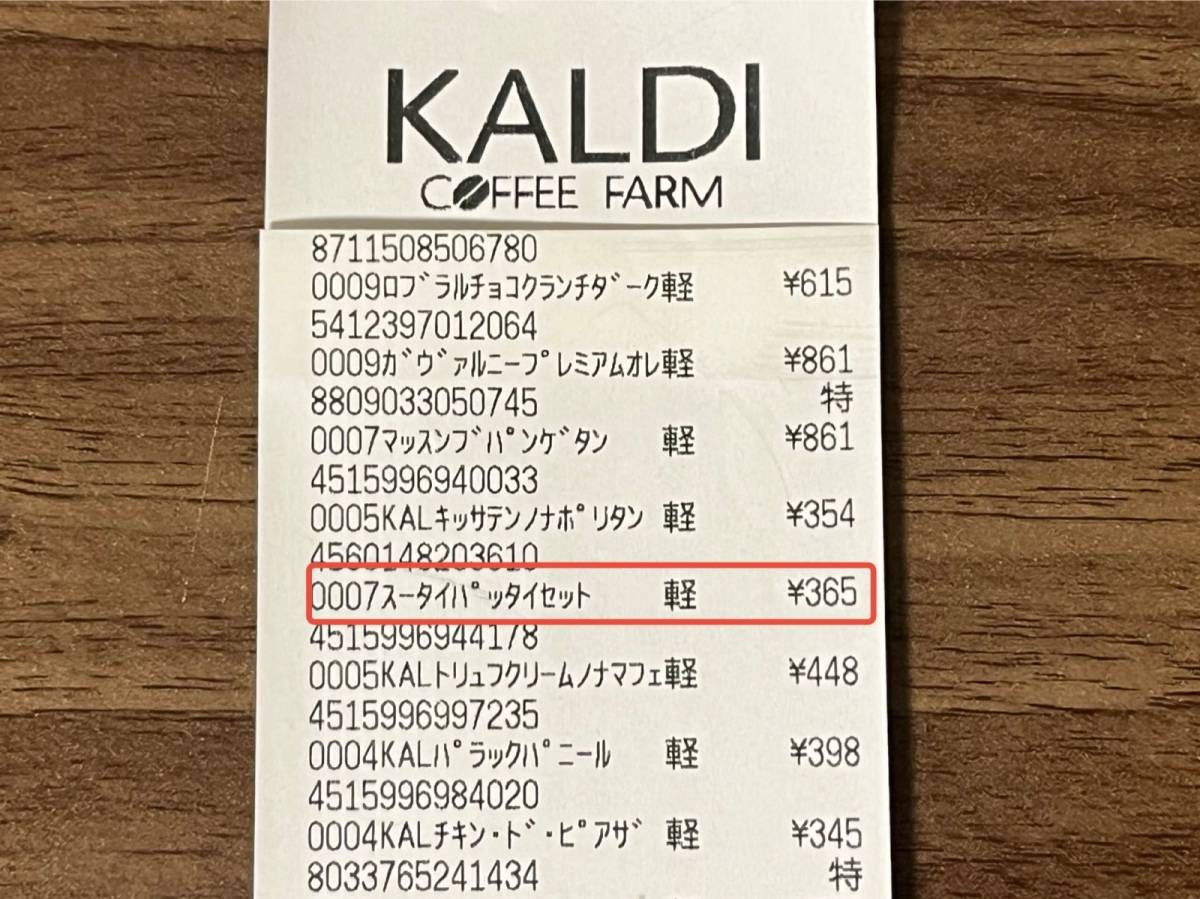 KALDI
COFFEE FARM
8711508506780
0009ﾛﾌﾞﾗﾙﾁｮｺｸﾗﾝﾁﾀﾞｰｸ軽 ¥615
5412397012064
0009ｶﾞｳﾞｧﾙﾆｰﾌﾟﾚﾐｱﾑｵﾚ軽 ¥861
8809033050745 特
0007ﾏｯｽﾝﾌﾞﾊﾟﾝｹﾞﾀﾝ 軽 ¥861
4515996940033
0005KALｷｯｻﾃﾝﾉﾅﾎﾟﾘﾀﾝ 軽 ¥354
4560148203610
0007ｽｰﾀｲﾊﾟｯﾀｲｾｯﾄ 軽 ¥365
4515996944178
0005KALﾄﾘｭﾌｸﾘｰﾑﾉﾅﾏﾌｪ軽 ¥448
4515996997235
0004KALﾊﾟﾗｯｸﾊﾟﾆｰﾙ 軽 ¥398
4515996984020
0004KALﾁｷﾝ･ﾄﾞ･ﾋﾟｱｻﾞ 軽 ¥345
8033765241434 特